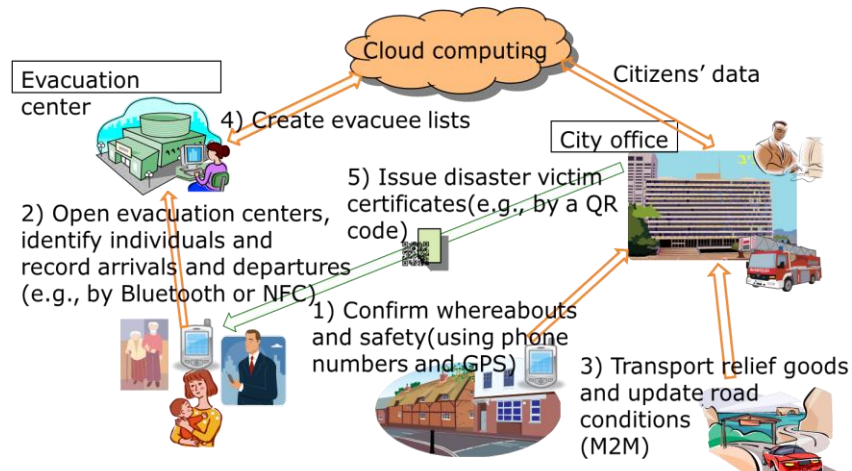 Cloud computing
Evacuation
center
Citizens' data
4) Create evacuee lists
City office
5) Issue disaster victim
certificates(e.g., by a QR
code)
2) Open evacuation centers,
identify individuals and
record arrivals and departures
(e.g., by Bluetooth or NFC)
1) Confirm whereabouts
and safety(using phone
numbers and GPS)
3) Transport relief goods
and update road
conditions
(M2M)